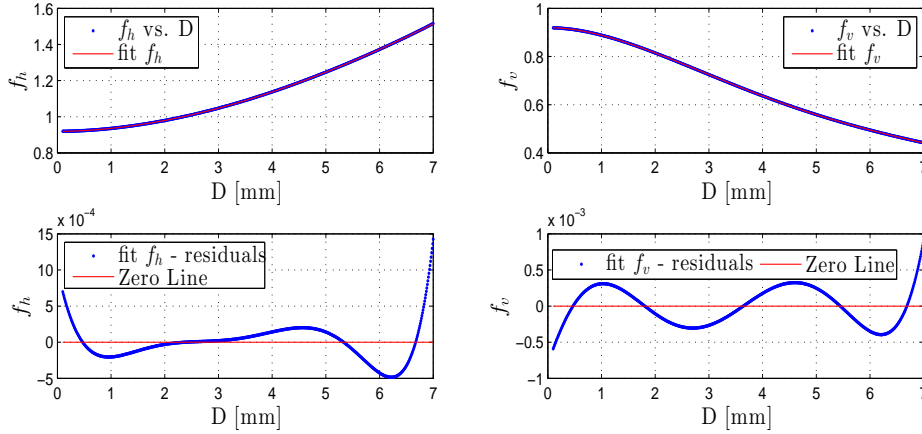 1.6
1.4
1.2
1
0.8
f_h
f_h vs. D
fit f_h
0 1 2 3 4 5 6 7
D [mm]
1
0.8
0.6
0.4
f_v
f_v vs. D
fit f_v
0 1 2 3 4 5 6 7
D [mm]
x 10^-4
15
10
5
0
−5
f_h
fit f_h - residuals
Zero Line
0 1 2 3 4 5 6 7
D [mm]
x 10^-3
1
0.5
0
−0.5
−1
f_v
fit f_v - residuals Zero Line
0 1 2 3 4 5 6 7
D [mm]